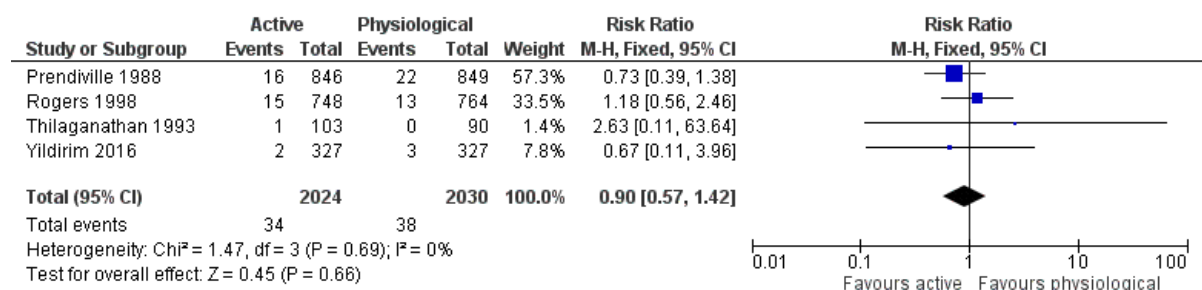 Active Physiological Risk Ratio Risk Ratio
Study or Subgroup Events Total Events Total Weight M-H, Fixed, 95% CI M-H, Fixed, 95% CI
Prendiville 1988 16 846 22 849 57.3% 0.73 [0.39, 1.38]
Rogers 1998 15 748 13 764 33.5% 1.18 [0.56, 2.46]
Thilaganathan 1993 1 103 0 90 1.4% 2.63 [0.11, 63.64]
Yildirim 2016 2 327 3 327 7.8% 0.67 [0.11, 3.96]
Total (95% CI) 2024 2030 100.0% 0.90 [0.57, 1.42]
Total events 34 38
Heterogeneity: Chi² = 1.47, df = 3 (P = 0.69); I² = 0%
Test for overall effect: Z = 0.45 (P = 0.66)
0.01 0.1 1 10 100
Favours active Favours physiological